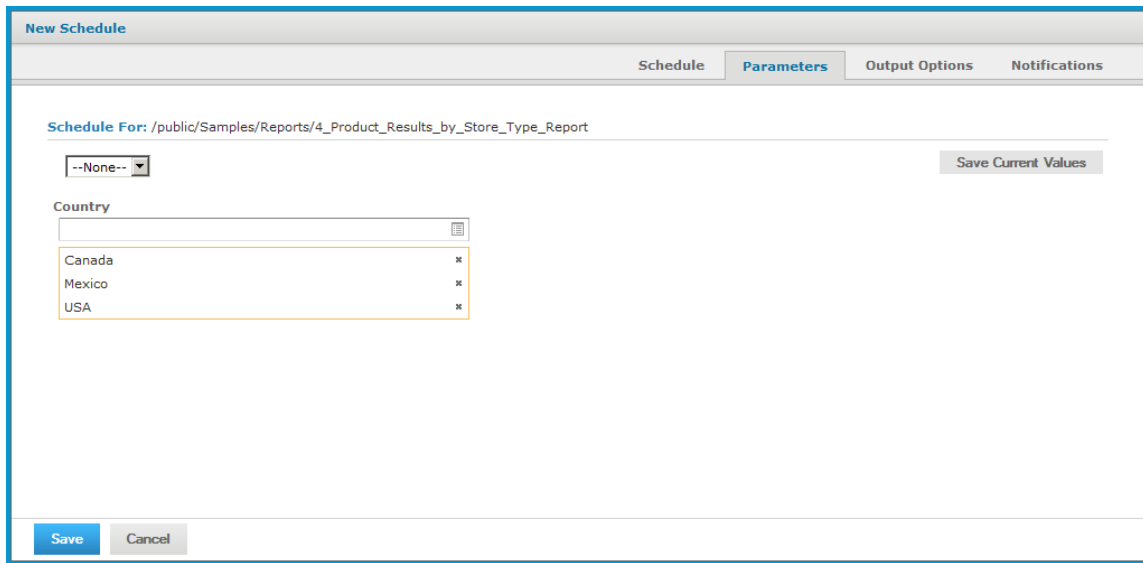 New Schedule
Schedule Parameters Output Options Notifications
Schedule For: /public/Samples/Reports/4_Product_Results_by_Store_Type_Report
--None-- Save Current Values
Country
Canada
Mexico
USA
Save Cancel